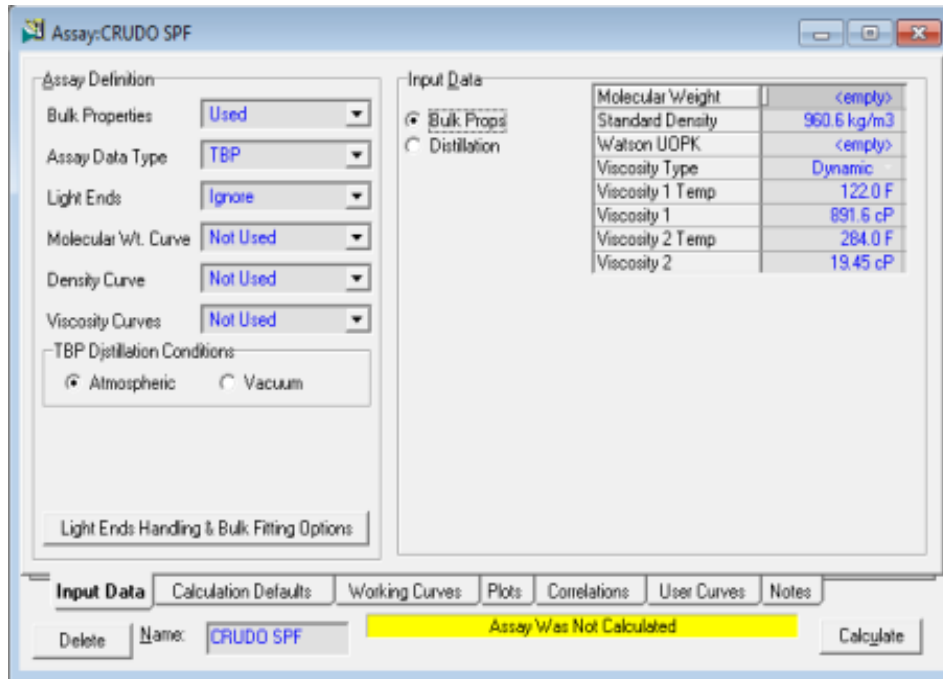 Assay:CRUDO SPF
Assay Definition
Bulk Properties Used
Assay Data Type TBP
Light Ends Ignore
Molecular Wt. Curve Not Used
Density Curve Not Used
Viscosity Curves Not Used
TBP Distillation Conditions
Atmospheric Vacuum
Light Ends Handling & Bulk Fitting Options
Input Data
Bulk Props
Distillation
Molecular Weight <empty>
Standard Density 960.6 kg/m3
Watson UOPK <empty>
Viscosity Type Dynamic
Viscosity 1 Temp 122.0 F
Viscosity 1 891.6 cP
Viscosity 2 Temp 284.0 F
Viscosity 2 19.45 cP
Input Data Calculation Defaults Working Curves Plots Correlations User Curves Notes
Delete Name: CRUDO SPF Assay Was Not Calculated Calculate